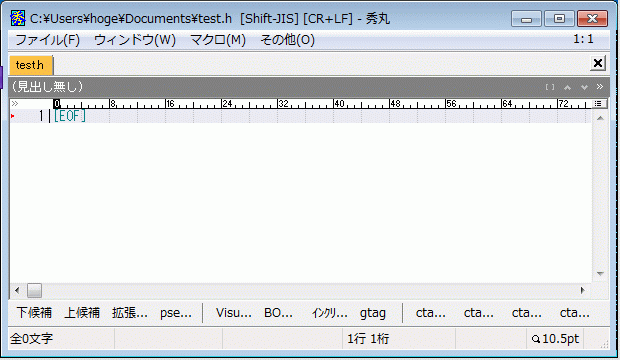 秀 C:¥Users¥hoge¥Documents¥test.h [Shift-JIS] [CR+LF] - 秀丸
ファイル(F) ウィンドウ(W) マクロ(M) その他(O) 1:1
test.h
(見出し無し)
0 8 16 24 32 40 48 56 64 72
1 [EOF]
下候補 上候補 拡張... pse... Visu... BO... インクリ... gtag cta... cta... cta... cta...
全0文字 1行 1桁 10.5pt